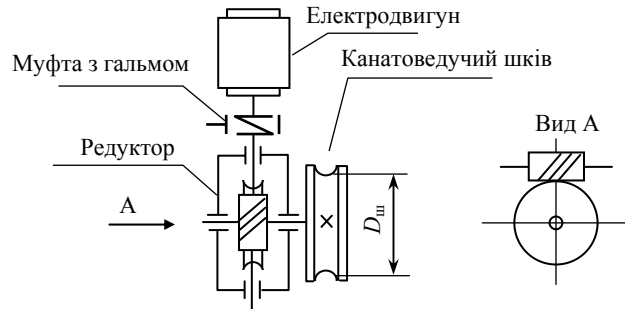 Електродвигун
Муфта з гальмом
Канатоведучий шків
Вид А
Редуктор
А
Dш